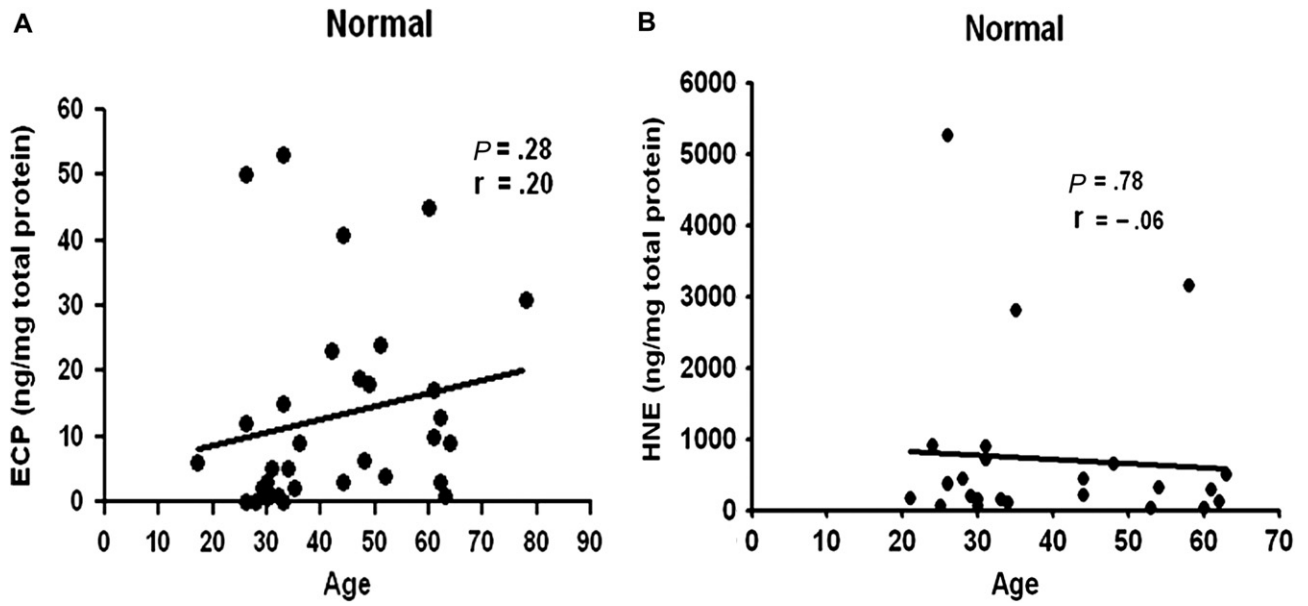 A
Normal
ECP (ng/mg total protein)
60
50
40
30
20
10
0
P = .28
r = .20
0 10 20 30 40 50 60 70 80 90
Age
B
Normal
HNE (ng/mg total protein)
6000
5000
4000
3000
2000
1000
0
P = .78
r = – .06
0 10 20 30 40 50 60 70
Age